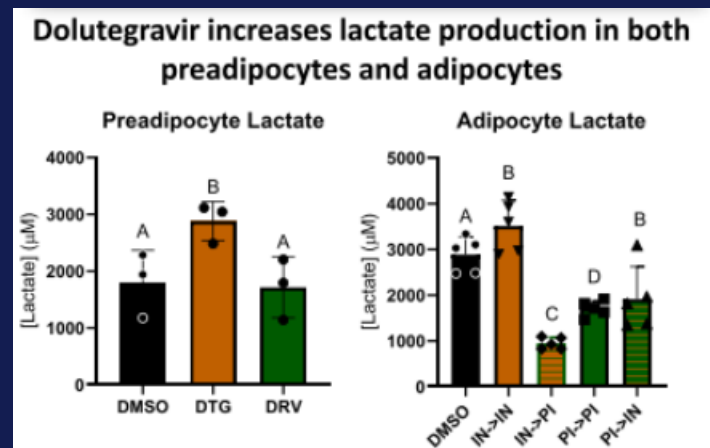 Dolutegravir increases lactate production in both
preadipocytes and adipocytes
Preadipocyte Lactate
4000
3000
2000
1000
0
[Lactate] (μM)
A
B
A
DMSO
DTG
DRV
Adipocyte Lactate
5000
4000
3000
2000
1000
0
[Lactate] (μM)
A
B
C
D
B
DMSO
IN->IN
IN->PI
PI->PI
PI->IN